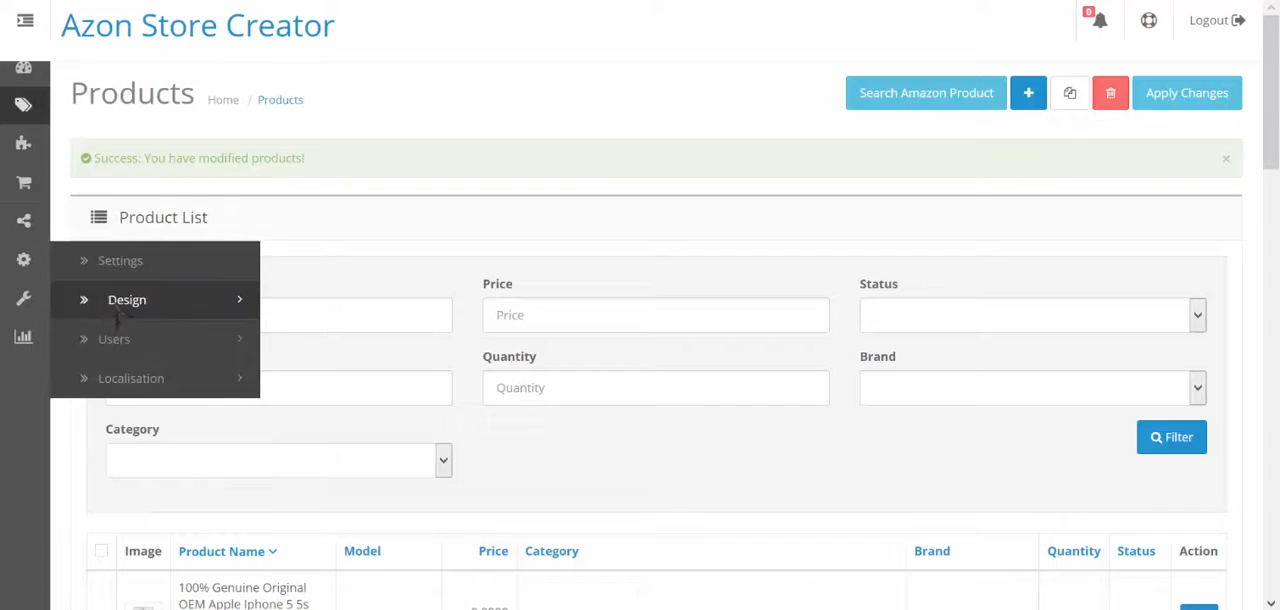 Azon Store Creator
0
Logout
Products
Home / Products
Search Amazon Product
Apply Changes
Success: You have modified products!
×
Product List
Settings
Design
Users
Localisation
Price
Price
Status
Quantity
Quantity
Brand
Category
Filter
Image
Product Name
Model
Price
Category
Brand
Quantity
Status
Action
100% Genuine Original
OEM Apple Iphone 5 5s